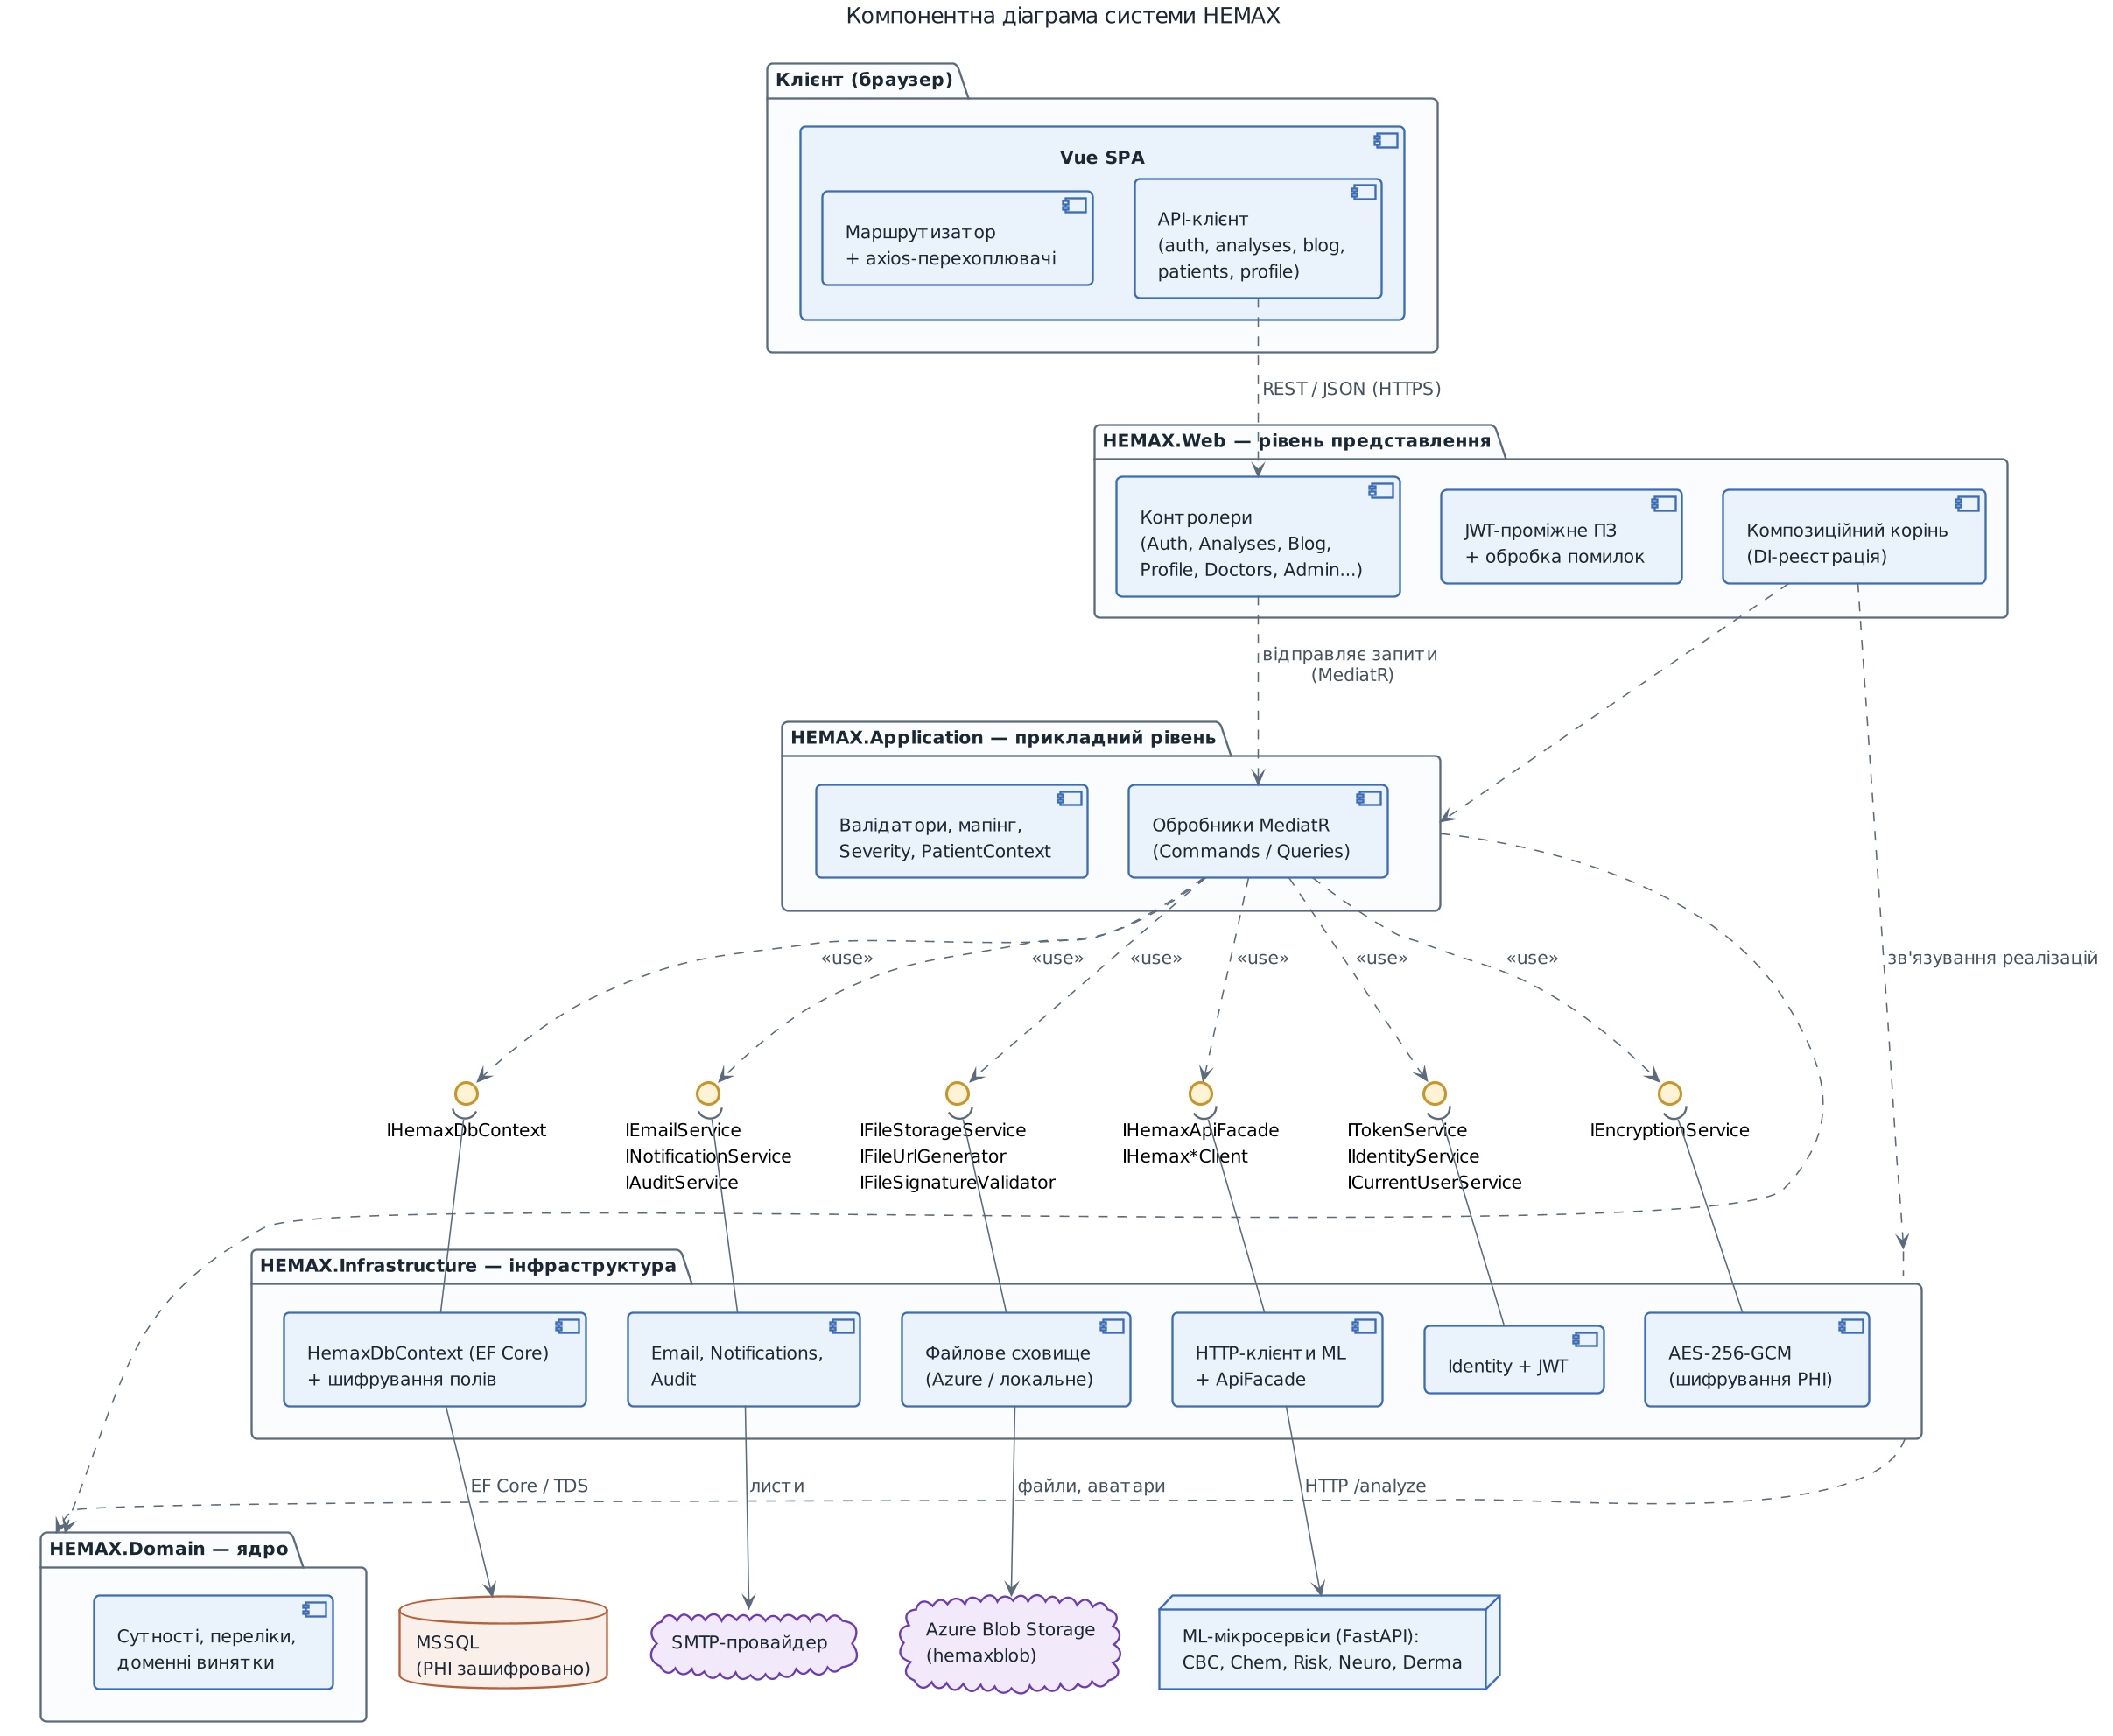 Компонентна діаграма системи HEMAX
Клієнт (браузер)
Vue SPA
Маршрутизатор
+ axios-перехоплювачі
API-клієнт
(auth, analyses, blog,
patients, profile)
REST / JSON (HTTPS)
HEMAX.Web — рівень представлення
Контролери
(Auth, Analyses, Blog,
Profile, Doctors, Admin...)
JWT-проміжне ПЗ
+ обробка помилок
Композиційний корінь
(DI-реєстрація)
відправляє запити
(MediatR)
HEMAX.Application — прикладний рівень
Валідатори, мапінг,
Severity, PatientContext
Обробники MediatR
(Commands / Queries)
«use»
«use»
«use»
«use»
«use»
«use»
зв'язування реалізацій
IHemaxDbContext
IEmailService
INotificationService
IAuditService
IFileStorageService
IFileUrlGenerator
IFileSignatureValidator
IHemaxApiFacade
IHemax*Client
ITokenService
IIdentityService
ICurrentUserService
IEncryptionService
HEMAX.Infrastructure — інфраструктура
HemaxDbContext (EF Core)
+ шифрування полів
Email, Notifications,
Audit
Файлове сховище
(Azure / локальне)
HTTP-клієнти ML
+ ApiFacade
Identity + JWT
AES-256-GCM
(шифрування PHI)
EF Core / TDS
листи
файли, аватари
HTTP /analyze
HEMAX.Domain — ядро
Сутності, переліки,
доменні винятки
MSSQL
(PHI зашифровано)
SMTP-провайдер
Azure Blob Storage
(hemaxblob)
ML-мікросервіси (FastAPI):
CBC, Chem, Risk, Neuro, Derma